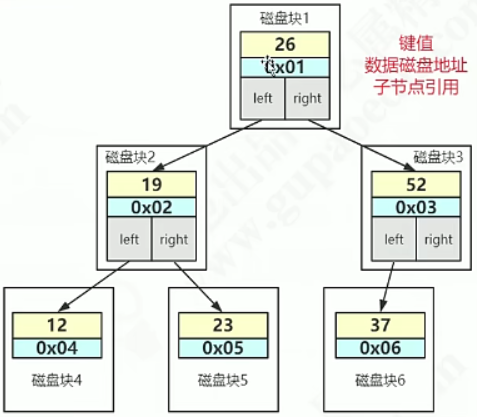 磁盘块1
26
0x01
left right
键值
数据磁盘地址
子节点引用
磁盘块2
19
0x02
left right
磁盘块3
52
0x03
left right
12
0x04
磁盘块4
23
0x05
磁盘块5
37
0x06
磁盘块6